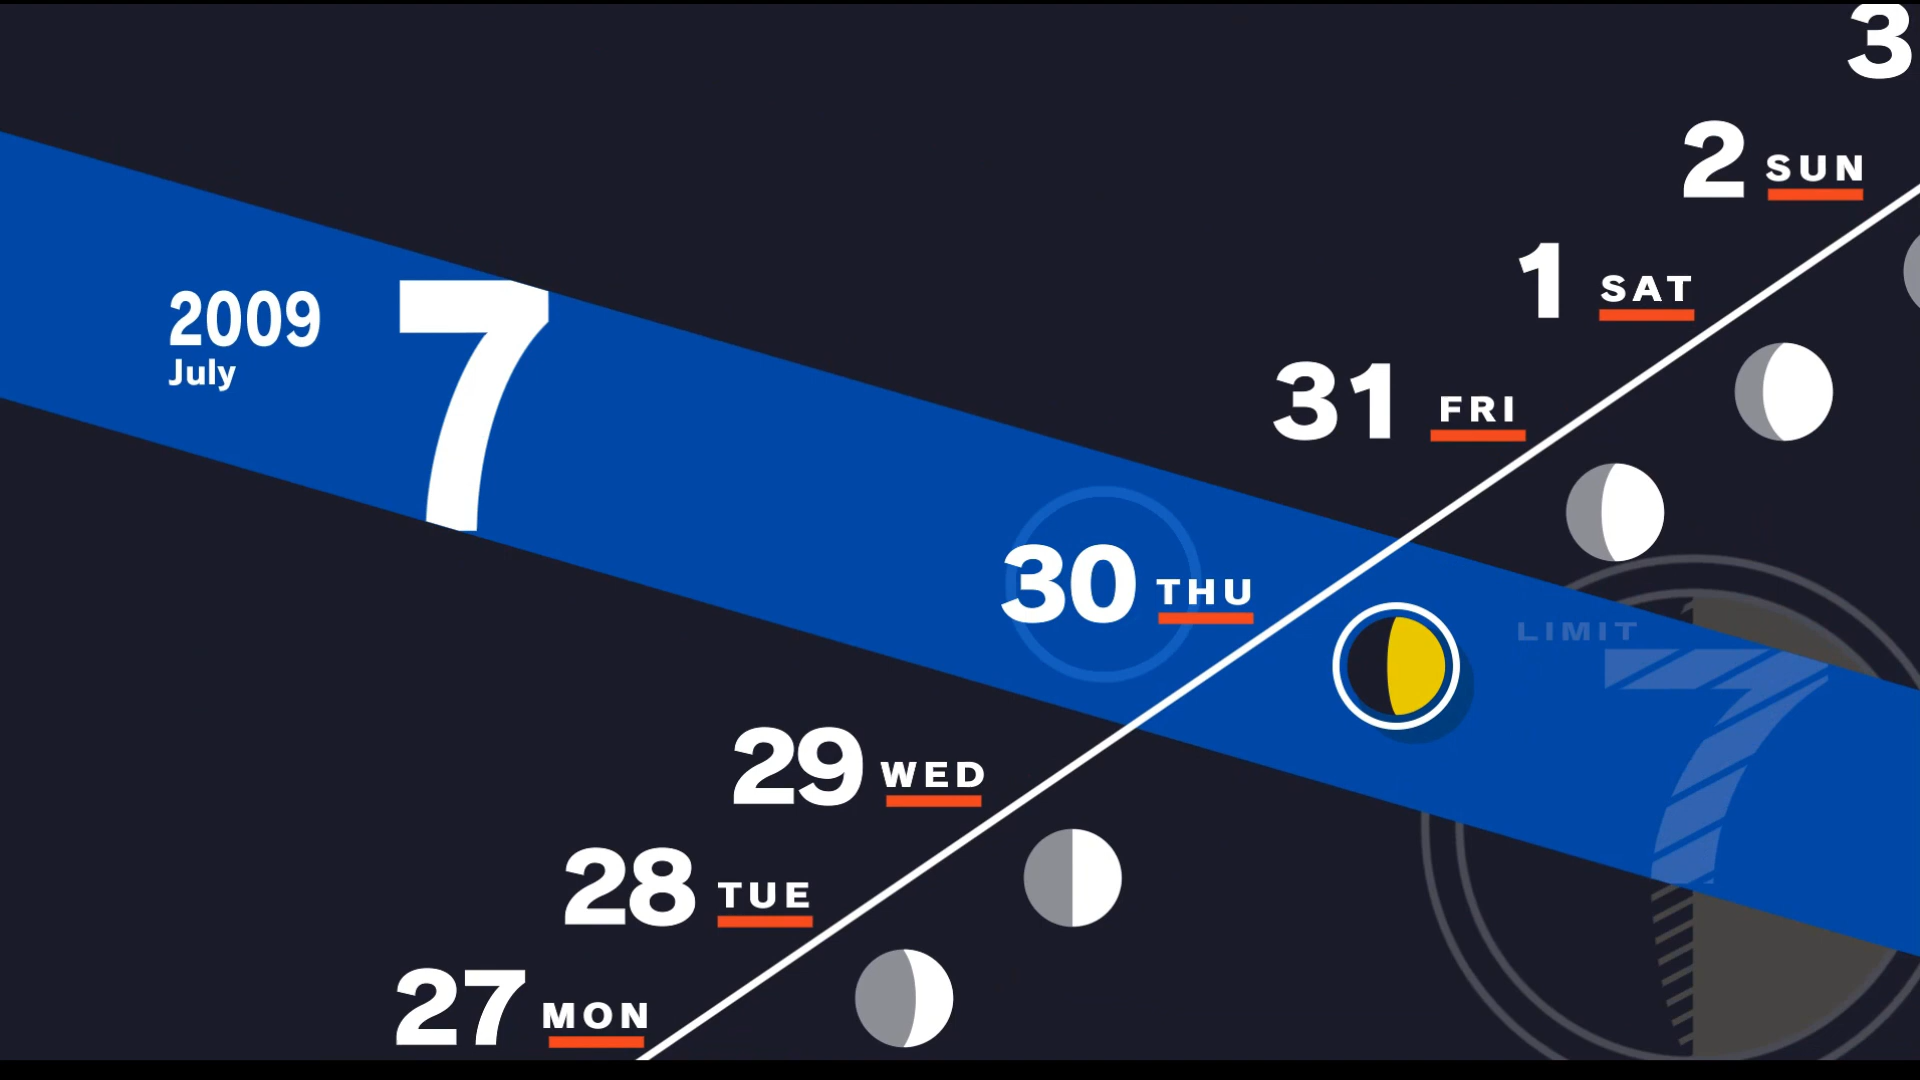 3
2 SUN
1 SAT
31 FRI
2009
July
7
30 THU
LIMIT
7
29 WED
28 TUE
27 MON